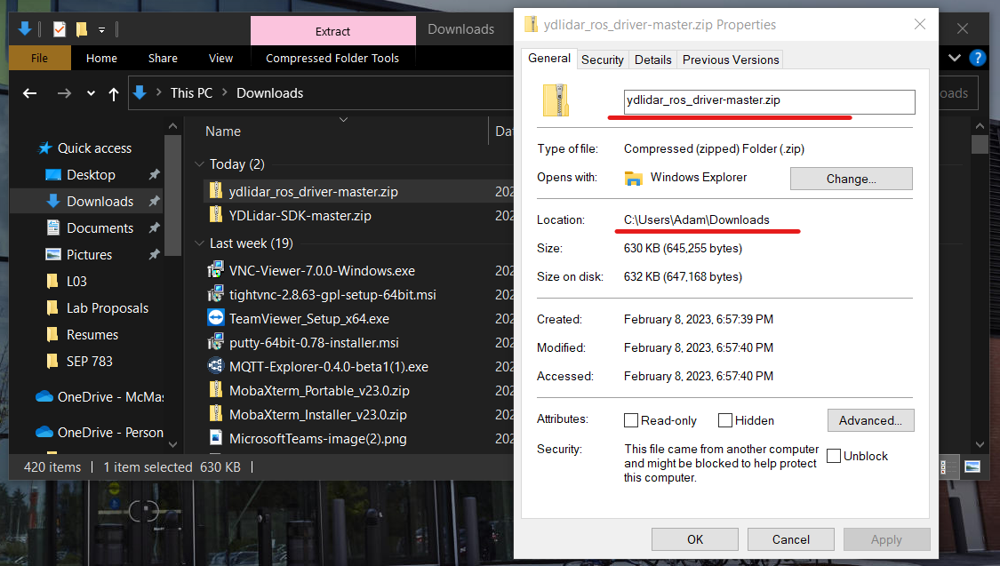 Extract
Downloads
File
Home
Share
View
Compressed Folder Tools
This PC
Downloads
Name
Quick access
Desktop
Downloads
Documents
Pictures
L03
Lab Proposals
Resumes
SEP 783
OneDrive - McMas
OneDrive - Person
Today (2)
ydlidar_ros_driver-master.zip
202
YDLidar-SDK-master.zip
202
Last week (19)
VNC-Viewer-7.0.0-Windows.exe
202
tightvnc-2.8.63-gpl-setup-64bit.msi
202
TeamViewer_Setup_x64.exe
202
putty-64bit-0.78-installer.msi
202
MQTT-Explorer-0.4.0-beta1(1).exe
202
MobaXterm_Portable_v23.0.zip
202
MobaXterm_Installer_v23.0.zip
202
MicrosoftTeams-image(2).png
202
420 items
1 item selected 630 KB
ydlidar_ros_driver-master.zip Properties
General
Security
Details
Previous Versions
ydlidar_ros_driver-master.zip
Type of file: Compressed (zipped) Folder (.zip)
Opens with: Windows Explorer
Change...
Location: C:\Users\Adam\Downloads
Size: 630 KB (645,255 bytes)
Size on disk: 632 KB (647,168 bytes)
Created: February 8, 2023, 6:57:39 PM
Modified: February 8, 2023, 6:57:40 PM
Accessed: February 8, 2023, 6:57:40 PM
Attributes: Read-only Hidden
Advanced...
Security: This file came from another computer
and might be blocked to help protect
this computer.
Unblock
OK
Cancel
Apply